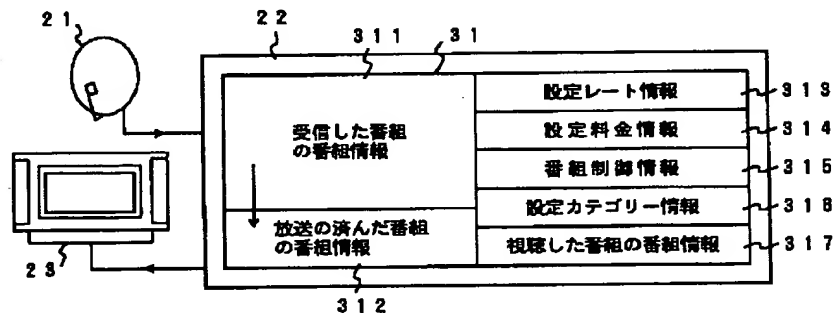 21
22
311
31
受信した番組
の番組情報
放送の済んだ番組
の番組情報
312
設定レート情報
313
設定料金情報
314
番組制御情報
315
設定カテゴリー情報
316
視聴した番組の番組情報
317
23